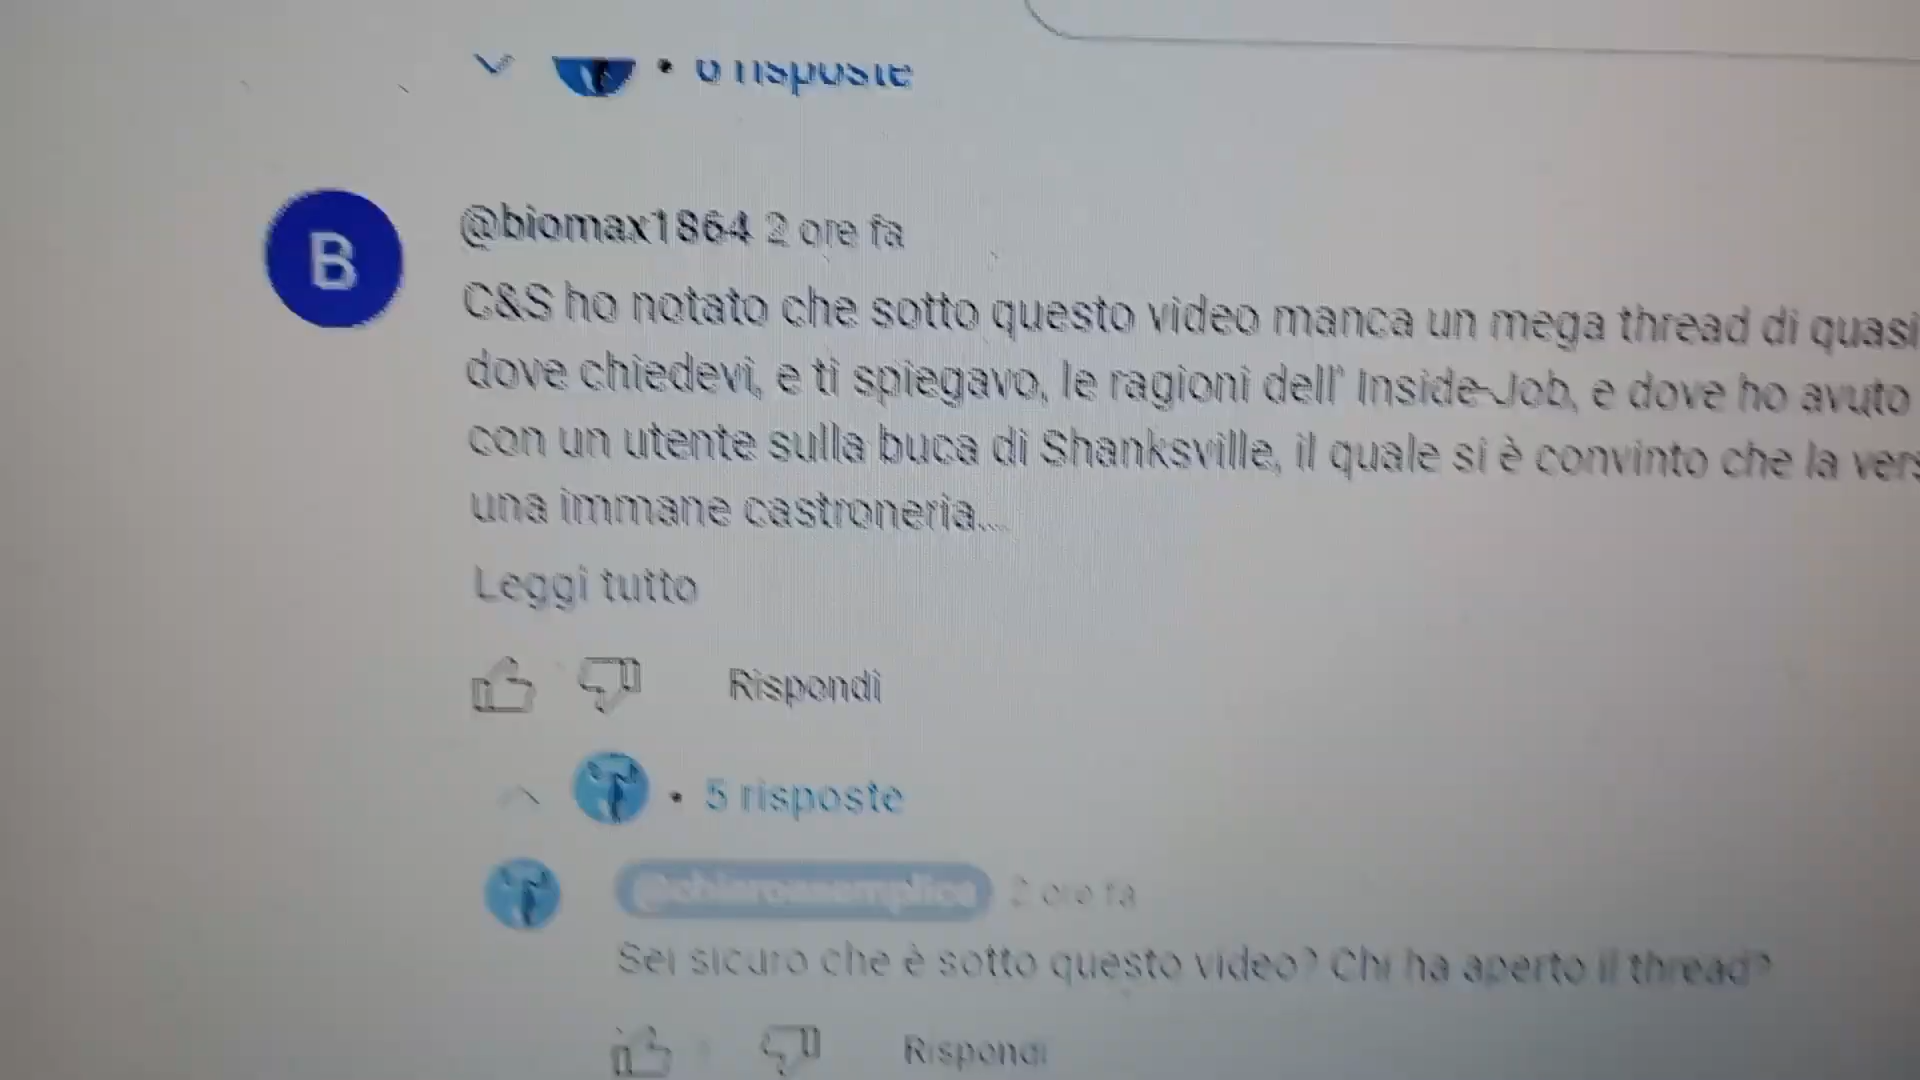 risposte
B
@biomax1864 2 ore fa
C&S ho notato che sotto questo video manca un mega thread di quasi
dove chiedevi, e ti spiegavo, le ragioni dell' Inside-Job, e dove ho avuto
con un utente sulla buca di Shanksville, il quale si è convinto che la vers
una immane castroneria...
Leggi tutto
Rispondi
5 risposte
@chiaroesemplice 2 ore fa
Sei sicuro che è sotto questo video? Chi ha aperto il thread?
Rispondi